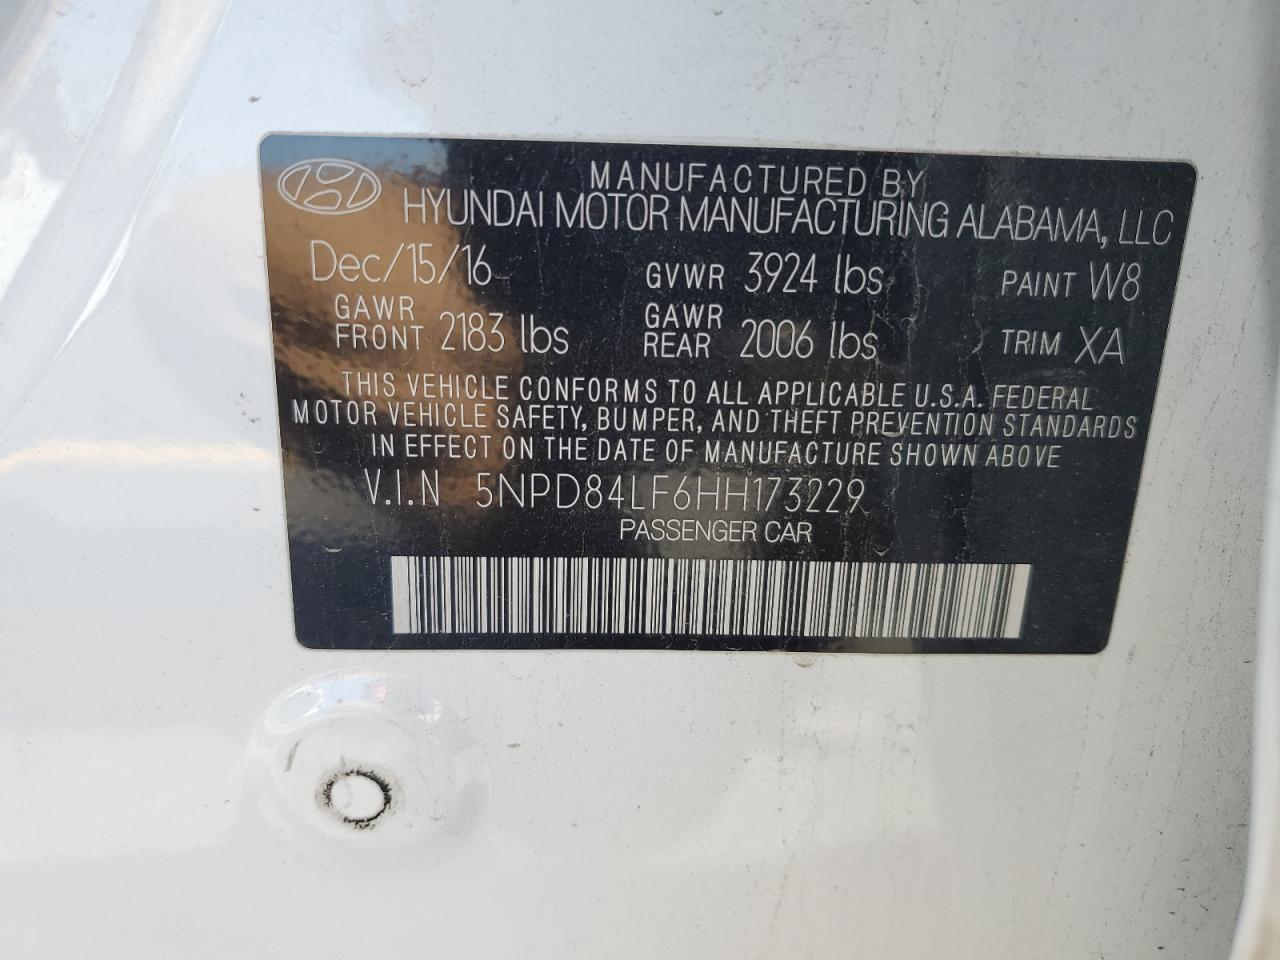 MANUFACTURED BY
HYUNDAI MOTOR MANUFACTURING ALABAMA, LLC
Dec/15/16 GVWR 3924 lbs PAINT W8
GAWR FRONT 2183 lbs GAWR REAR 2006 lbs TRIM XA
THIS VEHICLE CONFORMS TO ALL APPLICABLE U.S.A. FEDERAL
MOTOR VEHICLE SAFETY, BUMPER, AND THEFT PREVENTION STANDARDS
IN EFFECT ON THE DATE OF MANUFACTURE SHOWN ABOVE
V.I.N 5NPD84LF6HH173229
PASSENGER CAR